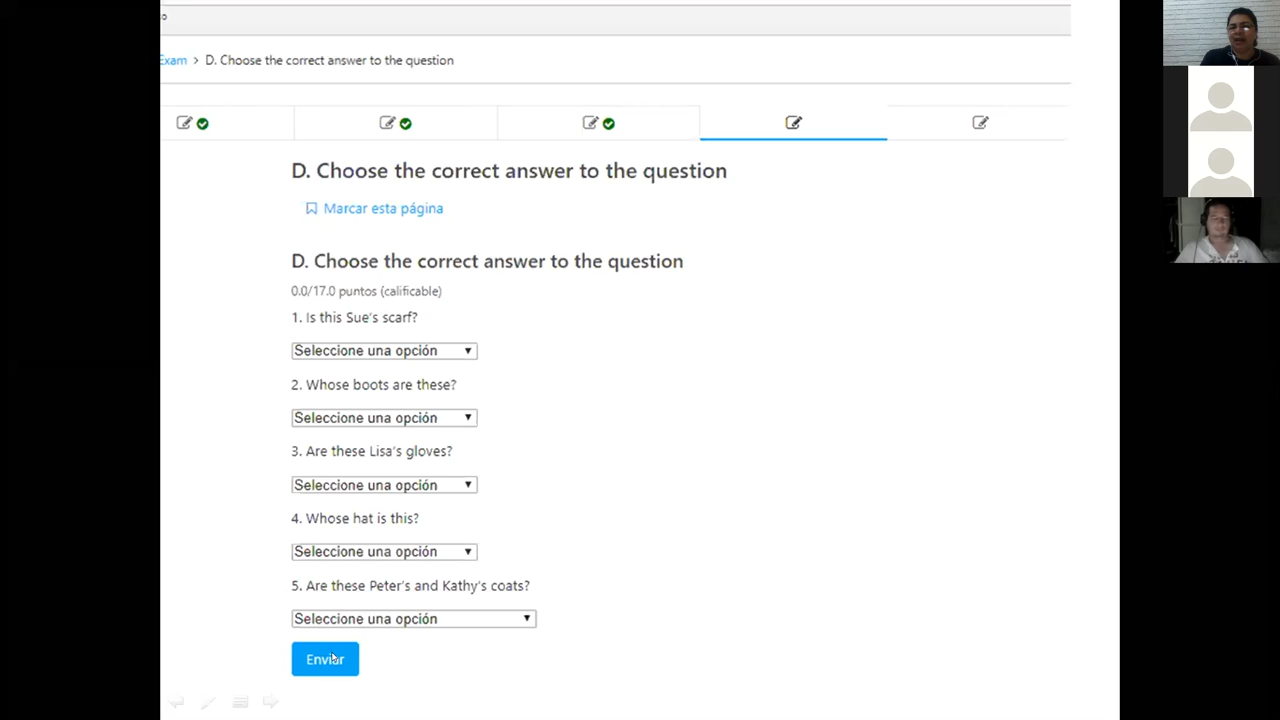 Exam > D. Choose the correct answer to the question
D. Choose the correct answer to the question
Marcar esta página
D. Choose the correct answer to the question
0.0/17.0 puntos (calificable)
1. Is this Sue's scarf?
Seleccione una opción
2. Whose boots are these?
Seleccione una opción
3. Are these Lisa's gloves?
Seleccione una opción
4. Whose hat is this?
Seleccione una opción
5. Are these Peter's and Kathy's coats?
Seleccione una opción
Enviar